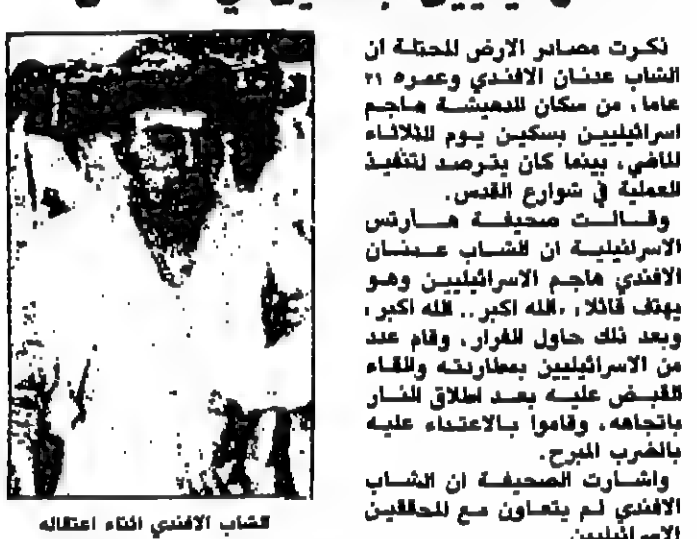 ذكرت مصادر الارض المحتلة ان
الشاب عدنان الافندي وعمره ٢١
عاما، من سكان الدهيشة هاجم
اسرائيليين بسكين يوم الثلاثاء
الماضي، بينما كان يترصد لتنفيذ
العملية في شوارع القدس.
وقالت صحيفة هآرتس
الاسرائيلية ان الشاب عدنان
الافندي هاجم الاسرائيليين وهو
يهتف قائلا، الله اكبر.. الله اكبر،
وبعد ذلك حاول الفرار، وقام عدد
من الاسرائيليين بمطاردته والقاء
القبض عليه بعد اطلاق النار
باتجاهه، وقاموا بالاعتداء عليه
بالضرب المبرح.
واشارت الصحيفة ان الشاب
الافندي لم يتعاون مع المحققين
الاسرائيليين
الشاب الافندي اثناء اعتقاله